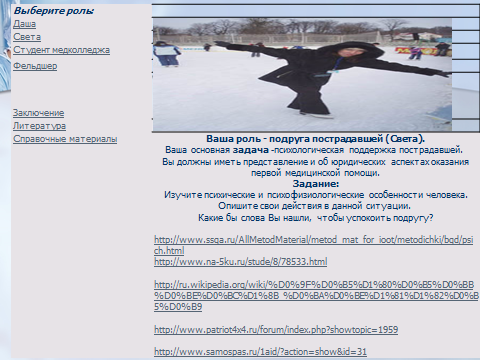 Выберите роль:
Даша
Света
Студент медколледжа
Фельдшер
Заключение
Литература
Справочные материалы
Ваша роль - подруга пострадавшей (Света).
Ваша основная задача -психологическая поддержка пострадавшей.
Вы должны иметь представление и об юридических аспектах оказания
первой медицинской помощи.
Задание:
Изучите психические и психофизиологические особенности человека.
Опишите свои действия в данной ситуации.
Какие бы слова Вы нашли, чтобы успокоить подругу?
http://www.ssga.ru/AllMetodMaterial/metod_mat_for_ioot/metodichki/bgd/psi
ch.html
http://www.na-5ku.ru/stude/8/78533.html
http://ru.wikipedia.org/wiki/%D0%9F%D0%B5%D1%80%D0%B5%D0%BB
%D0%BE%D0%BC%D1%8B_%D0%BA%D0%BE%D1%81%D1%82%D0%B
5%D0%B9
http://www.patriot4x4.ru/forum/index.php?showtopic=1959
http://www.samospas.ru/1aid/?action=show&id=31